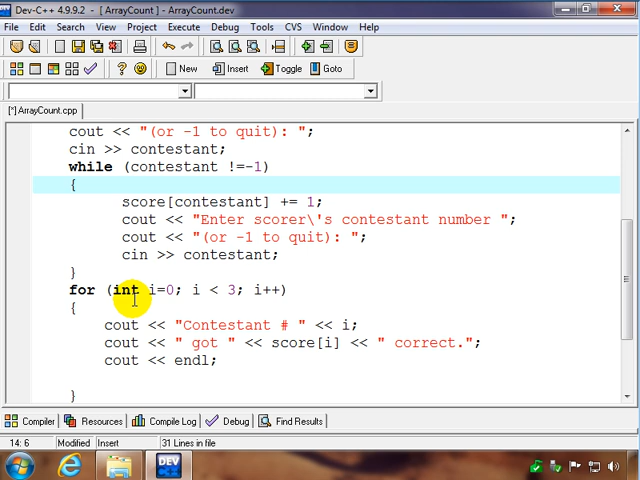 Dev-C++ 4.9.9.2 - [ ArrayCount ] - ArrayCount.dev
File Edit Search View Project Execute Debug Tools CVS Window Help
New Insert Toggle Goto
[*] ArrayCount.cpp
cout << "(or -1 to quit): ";
cin >> contestant;
while (contestant !=-1)
{
score[contestant] += 1;
cout << "Enter scorer\'s contestant number ";
cout << "(or -1 to quit): ";
cin >> contestant;
}
for (int i=0; i < 3; i++)
{
cout << "Contestant # " << i;
cout << " got " << score[i] << " correct.";
cout << endl;
}
Compiler Resources Compile Log Debug Find Results
14: 6 Modified Insert 31 Lines in file
DEV